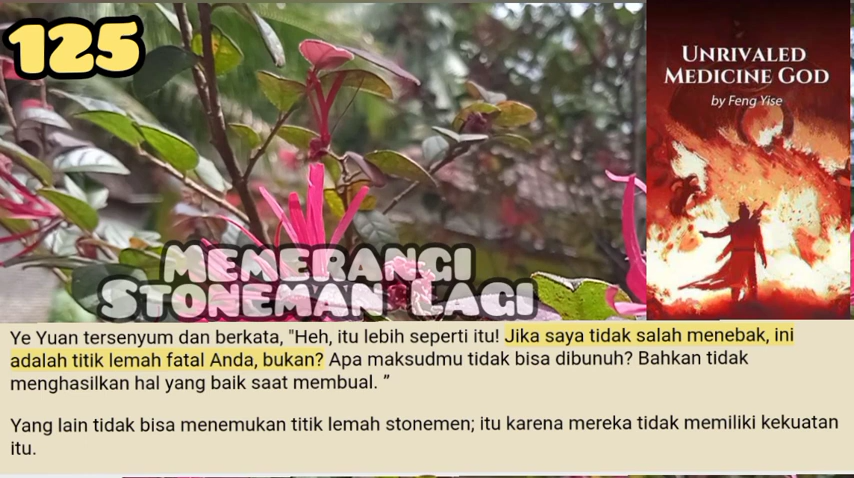 125
UNRIVALED
MEDICINE GOD
by Feng Yise
MEMERANGI
STONEMAN LAGI
Ye Yuan tersenyum dan berkata, "Heh, itu lebih seperti itu! Jika saya tidak salah menebak, ini
adalah titik lemah fatal Anda, bukan? Apa maksudmu tidak bisa dibunuh? Bahkan tidak
menghasilkan hal yang baik saat membual. ”
Yang lain tidak bisa menemukan titik lemah stonemen; itu karena mereka tidak memiliki kekuatan
itu.